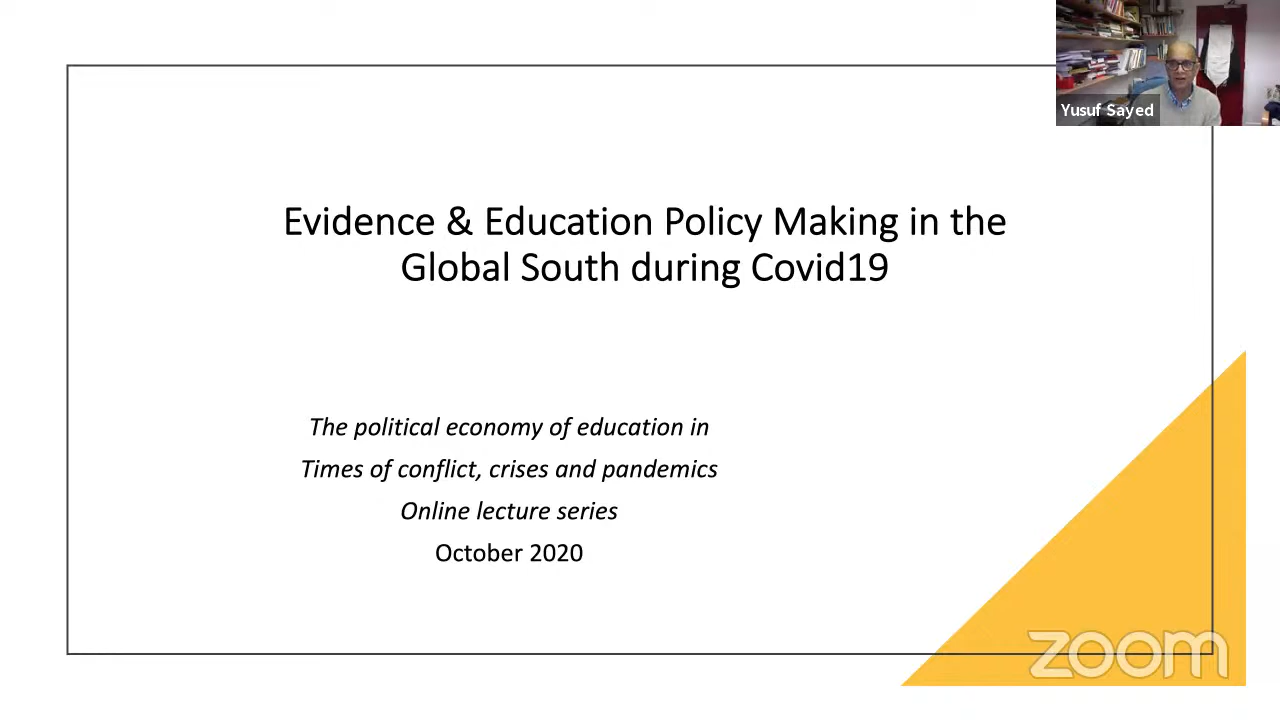 Yusuf Sayed
Evidence & Education Policy Making in the
Global South during Covid19
The political economy of education in
Times of conflict, crises and pandemics
Online lecture series
October 2020
zoom